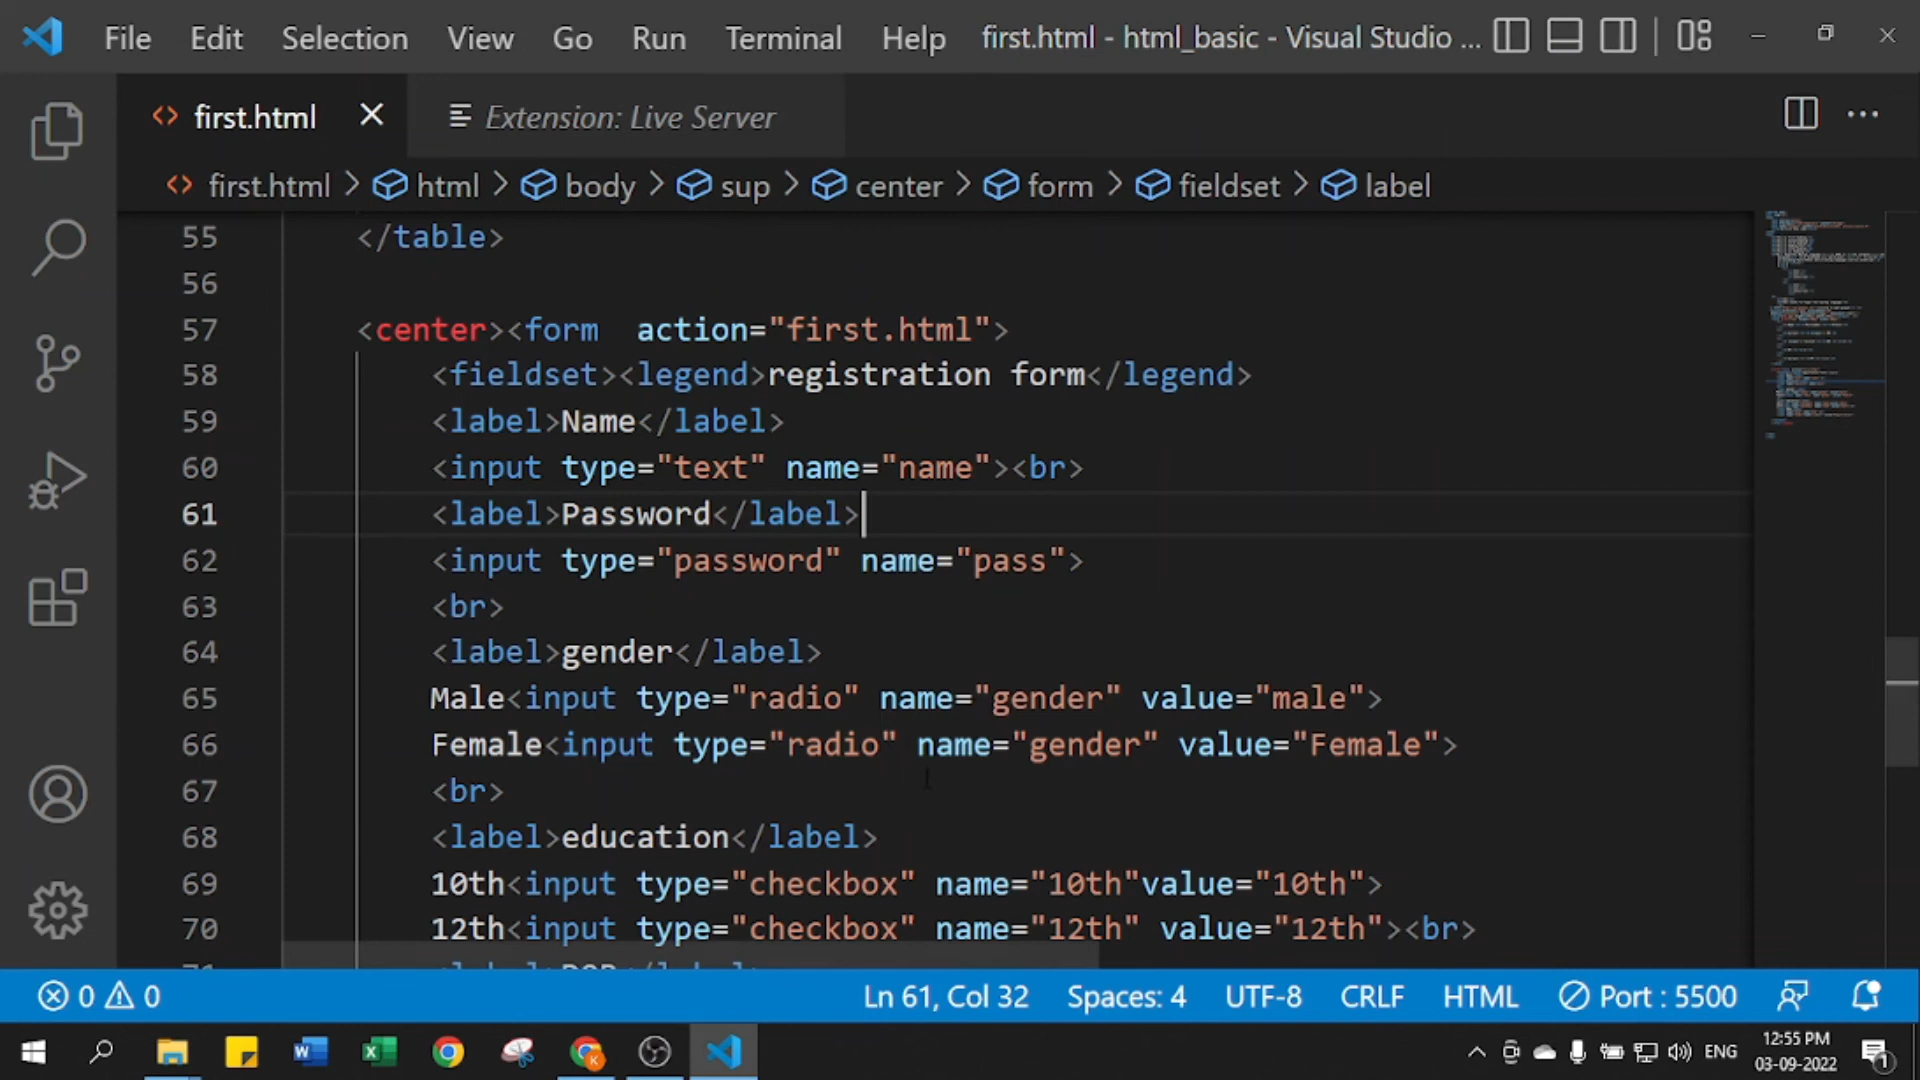 File Edit Selection View Go Run Terminal Help first.html - html_basic - Visual Studio ...
first.html Extension: Live Server
first.html > html > body > sup > center > form > fieldset > label
55 </table>
56
57 <center><form  action="first.html">
58 <fieldset><legend>registration form</legend>
59 <label>Name</label>
60 <input type="text" name="name"><br>
61 <label>Password</label>
62 <input type="password" name="pass">
63 <br>
64 <label>gender</label>
65 Male<input type="radio" name="gender" value="male">
66 Female<input type="radio" name="gender" value="Female">
67 <br>
68 <label>education</label>
69 10th<input type="checkbox" name="10th"value="10th">
70 12th<input type="checkbox" name="12th" value="12th"><br>
0 0 Ln 61, Col 32 Spaces: 4 UTF-8 CRLF HTML Port : 5500
ENG 12:55 PM
03-09-2022 1